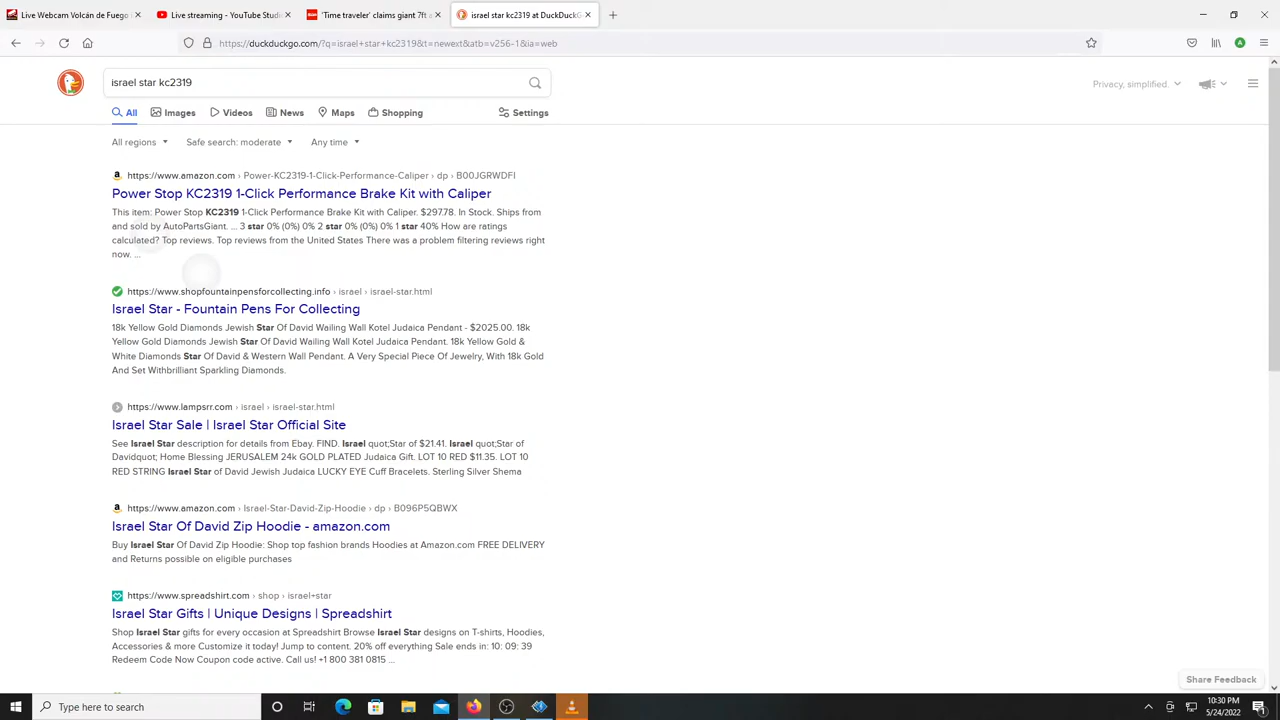 Live Webcam Volcán de Fuego
Live streaming - YouTube Studi
'Time traveler' claims giant 7ft a
israel star kc2319 at DuckDuckG
https://duckduckgo.com/?q=israel+star+kc2319&t=newext&atb=v256-1&ia=web
israel star kc2319
Privacy, simplified.
All
Images
Videos
News
Maps
Shopping
Settings
All regions
Safe search: moderate
Any time
https://www.amazon.com › Power-KC2319-1-Click-Performance-Caliper › dp › B00JGRWDFI
Power Stop KC2319 1-Click Performance Brake Kit with Caliper
This item: Power Stop KC2319 1-Click Performance Brake Kit with Caliper. $297.78. In Stock. Ships from
and sold by AutoPartsGiant. ... 3 star 0% (0%) 0% 2 star 0% (0%) 0% 1 star 40% How are ratings
calculated? Top reviews. Top reviews from the United States There was a problem filtering reviews right
now. ...
https://www.shopfountainpensforcollecting.info › israel › israel-star.html
Israel Star - Fountain Pens For Collecting
18k Yellow Gold Diamonds Jewish Star Of David Wailing Wall Kotel Judaica Pendant - $2025.00. 18k
Yellow Gold Diamonds Jewish Star Of David Wailing Wall Kotel Judaica Pendant. 18k Yellow Gold &
White Diamonds Star Of David & Western Wall Pendant. A Very Special Piece Of Jewelry, With 18k Gold
And Set Withbrilliant Sparkling Diamonds.
https://www.lampsrr.com › israel › israel-star.html
Israel Star Sale | Israel Star Official Site
See Israel Star description for details from Ebay. FIND. Israel quot;Star of $21.41. Israel quot;Star of
Davidquot; Home Blessing JERUSALEM 24k GOLD PLATED Judaica Gift. LOT 10 RED $11.35. LOT 10
RED STRING Israel Star of David Jewish Judaica LUCKY EYE Cuff Bracelets. Sterling Silver Shema
https://www.amazon.com › Israel-Star-David-Zip-Hoodie › dp › B096P5QBWX
Israel Star Of David Zip Hoodie - amazon.com
Buy Israel Star Of David Zip Hoodie: Shop top fashion brands Hoodies at Amazon.com FREE DELIVERY
and Returns possible on eligible purchases
https://www.spreadshirt.com › shop › israel+star
Israel Star Gifts | Unique Designs | Spreadshirt
Shop Israel Star gifts for every occasion at Spreadshirt Browse Israel Star designs on T-shirts, Hoodies,
Accessories & more Customize it today! Jump to content. 20% off everything Sale ends in: 10: 09: 39
Redeem Code Now Coupon code active. Call us! +1 800 381 0815 ...
Share Feedback
Type here to search
10:30 PM
5/24/2022